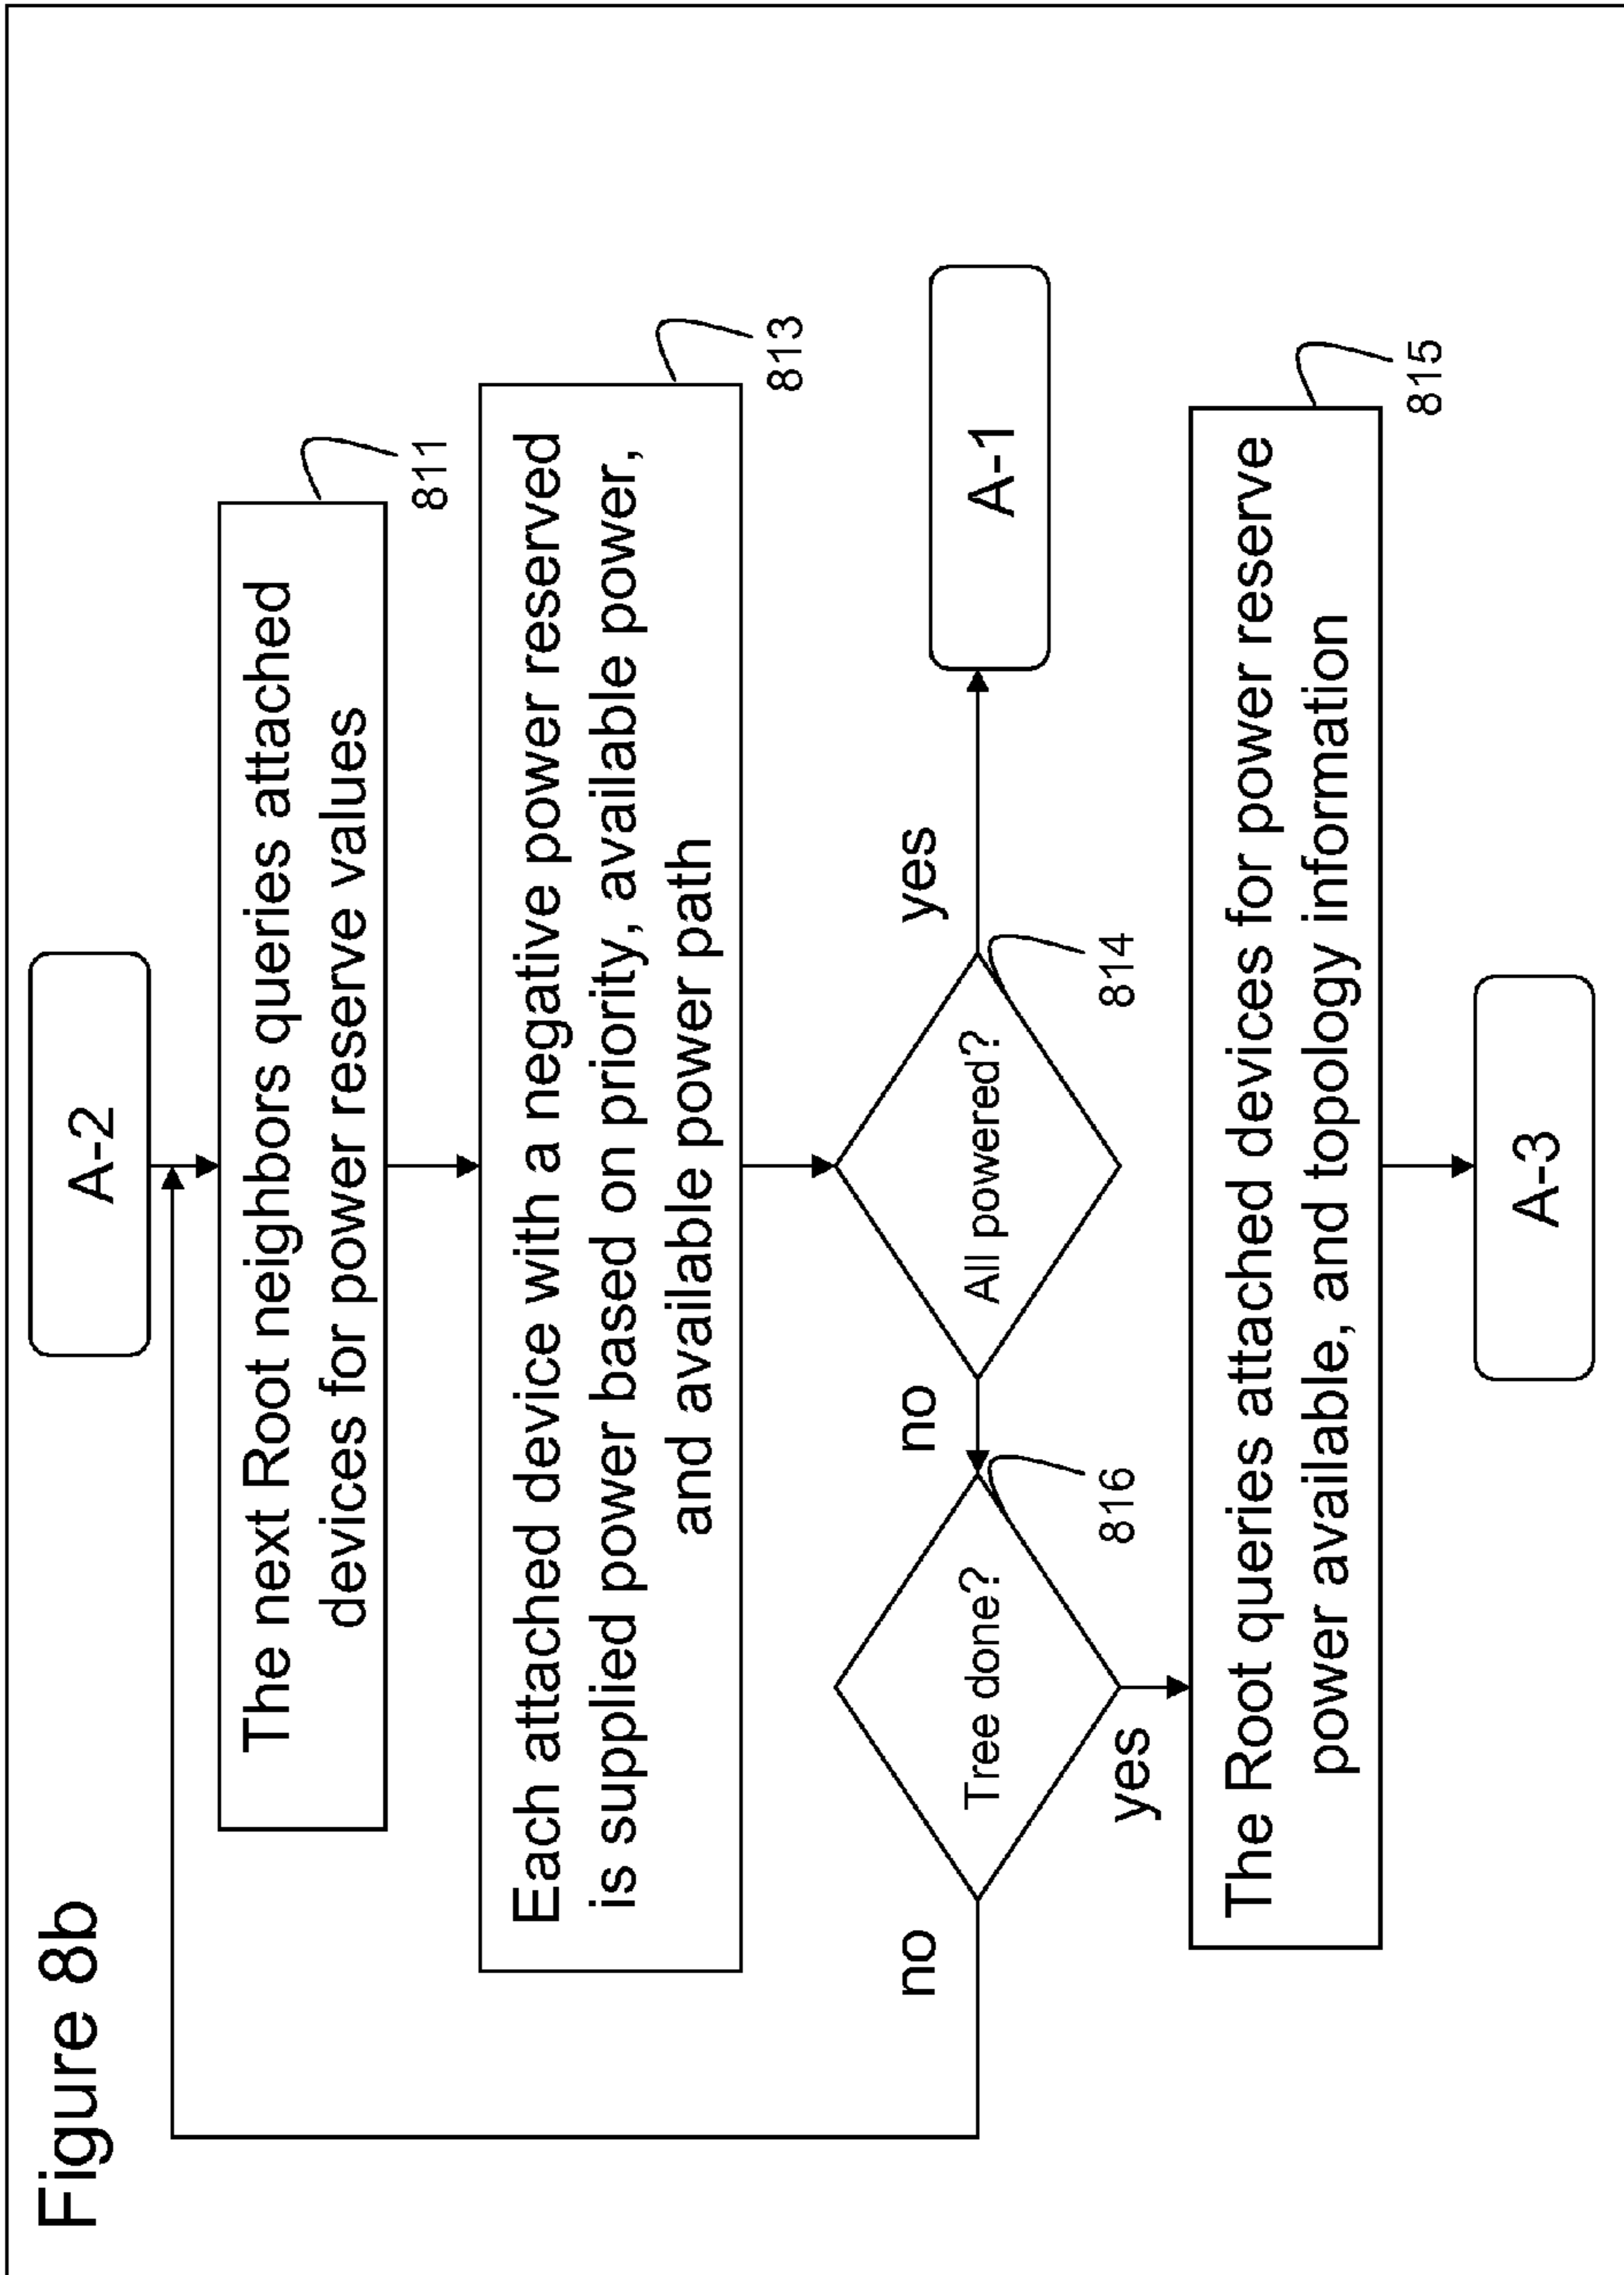 Figure 8b
A-2
The next Root neighbors queries attached
devices for power reserve values
811
Each attached device with a negative power reserved
is supplied power based on priority, available power,
and available power path
813
no
Tree done?
816
no
All powered?
814
yes
A-1
yes
The Root queries attached devices for power reserve
power available, and topology information
815
A-3